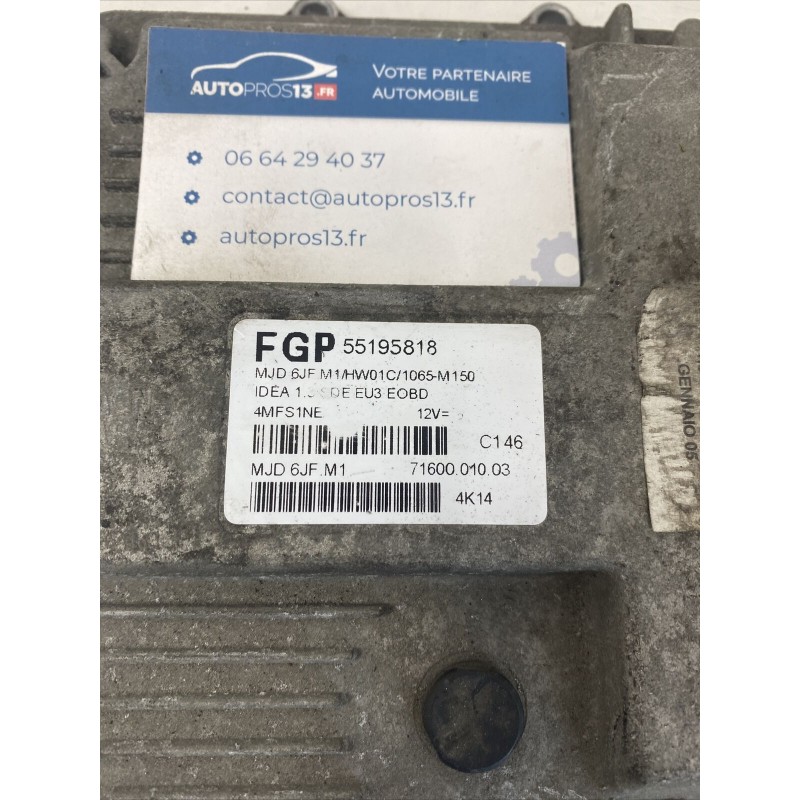 AUTOPROS13.FR
VOTRE PARTENAIRE
AUTOMOBILE
06 64 29 40 37
contact@autopros13.fr
autopros13.fr
FGP 55195818
MJD 6JF.M1/HW01C/1065-M150
IDEA SDE EU3 EOBD
4MFS1NE 12V=
C146
MJD 6JF.M1 71600.010.03
4K14
GENNAIO 05